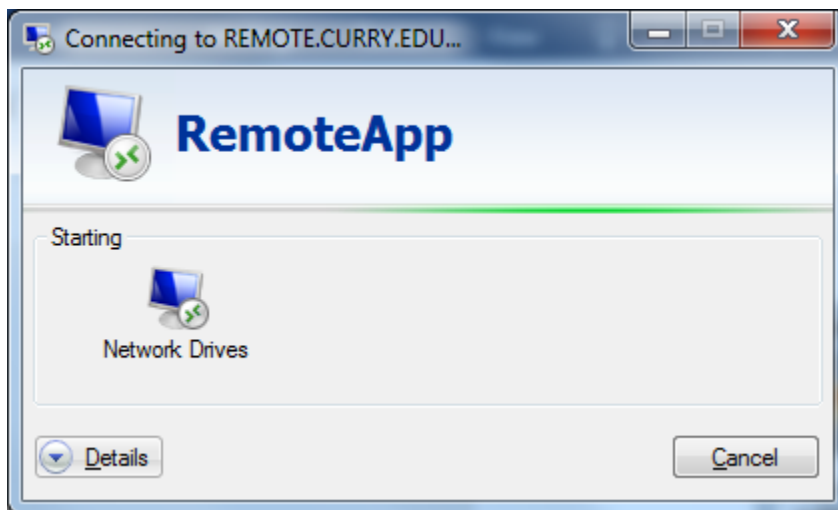 Connecting to REMOTE.CURRY.EDU...
RemoteApp
Starting
Network Drives
Details
Cancel